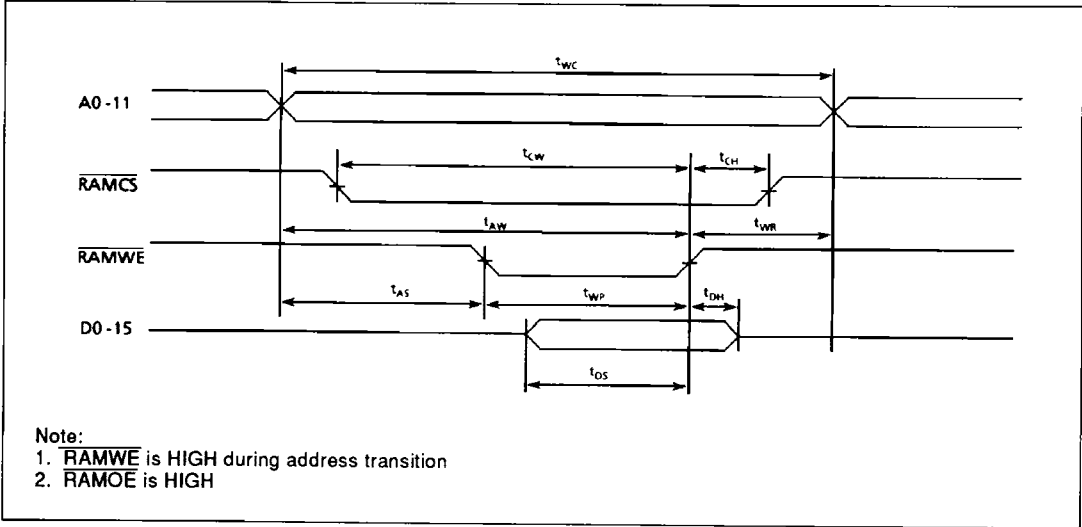 tWC
A0-11
tCW
tCH
RAMCS
tAW
tWR
RAMWE
tAS
tWP
tDH
D0-15
tDS
Note:
1. RAMWE is HIGH during address transition
2. RAMOE is HIGH